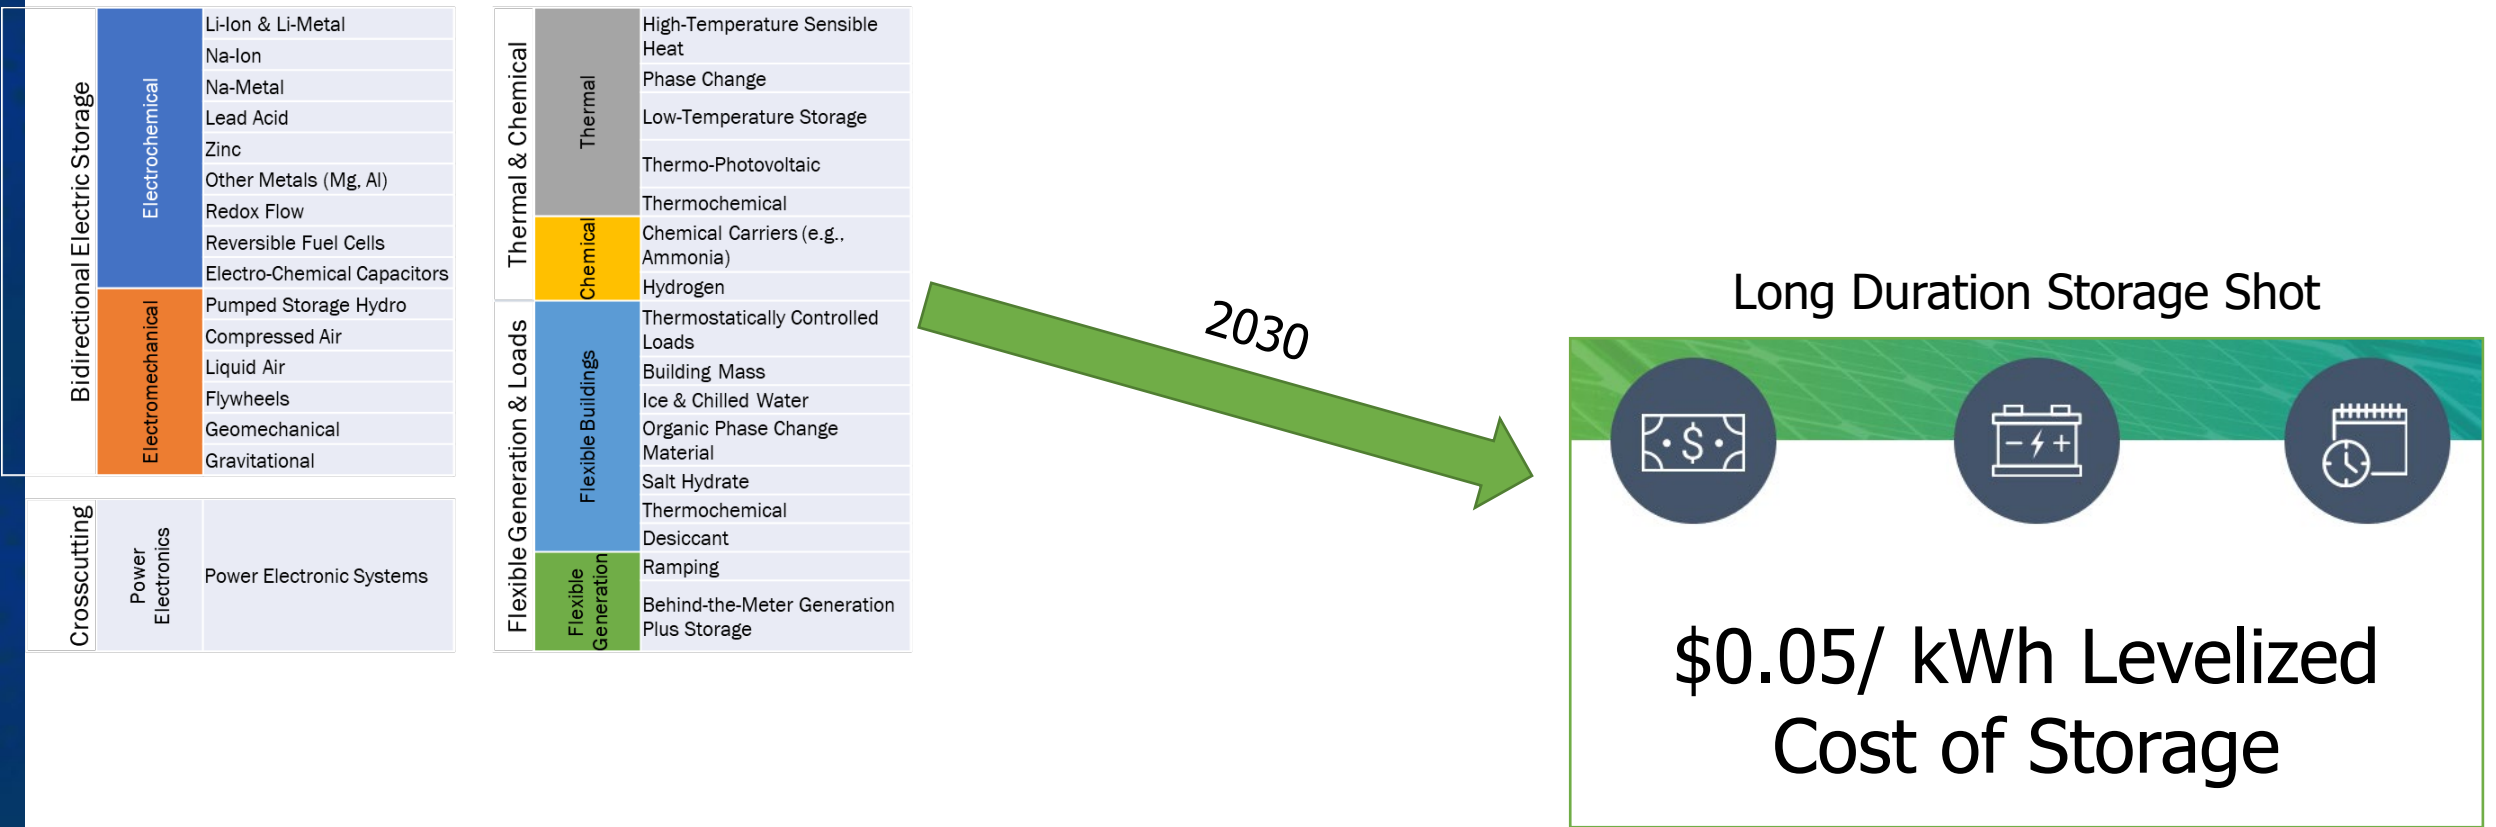 Bidirectional Electric Storage
Electrochemical
Li-Ion & Li-Metal
Na-Ion
Na-Metal
Lead Acid
Zinc
Other Metals (Mg, Al)
Redox Flow
Reversible Fuel Cells
Electro-Chemical Capacitors
Electromechanical
Pumped Storage Hydro
Compressed Air
Liquid Air
Flywheels
Geomechanical
Gravitational
Crosscutting
Power
Electronics
Power Electronic Systems
Thermal & Chemical
Thermal
High-Temperature Sensible
Heat
Phase Change
Low-Temperature Storage
Thermo-Photovoltaic
Thermochemical
Chemical
Chemical Carriers (e.g.,
Ammonia)
Hydrogen
Flexible Generation & Loads
Flexible Buildings
Thermostatically Controlled
Loads
Building Mass
Ice & Chilled Water
Organic Phase Change
Material
Salt Hydrate
Thermochemical
Desiccant
Flexible
Generation
Ramping
Behind-the-Meter Generation
Plus Storage
2030
Long Duration Storage Shot
$
$0.05/ kWh Levelized
Cost of Storage